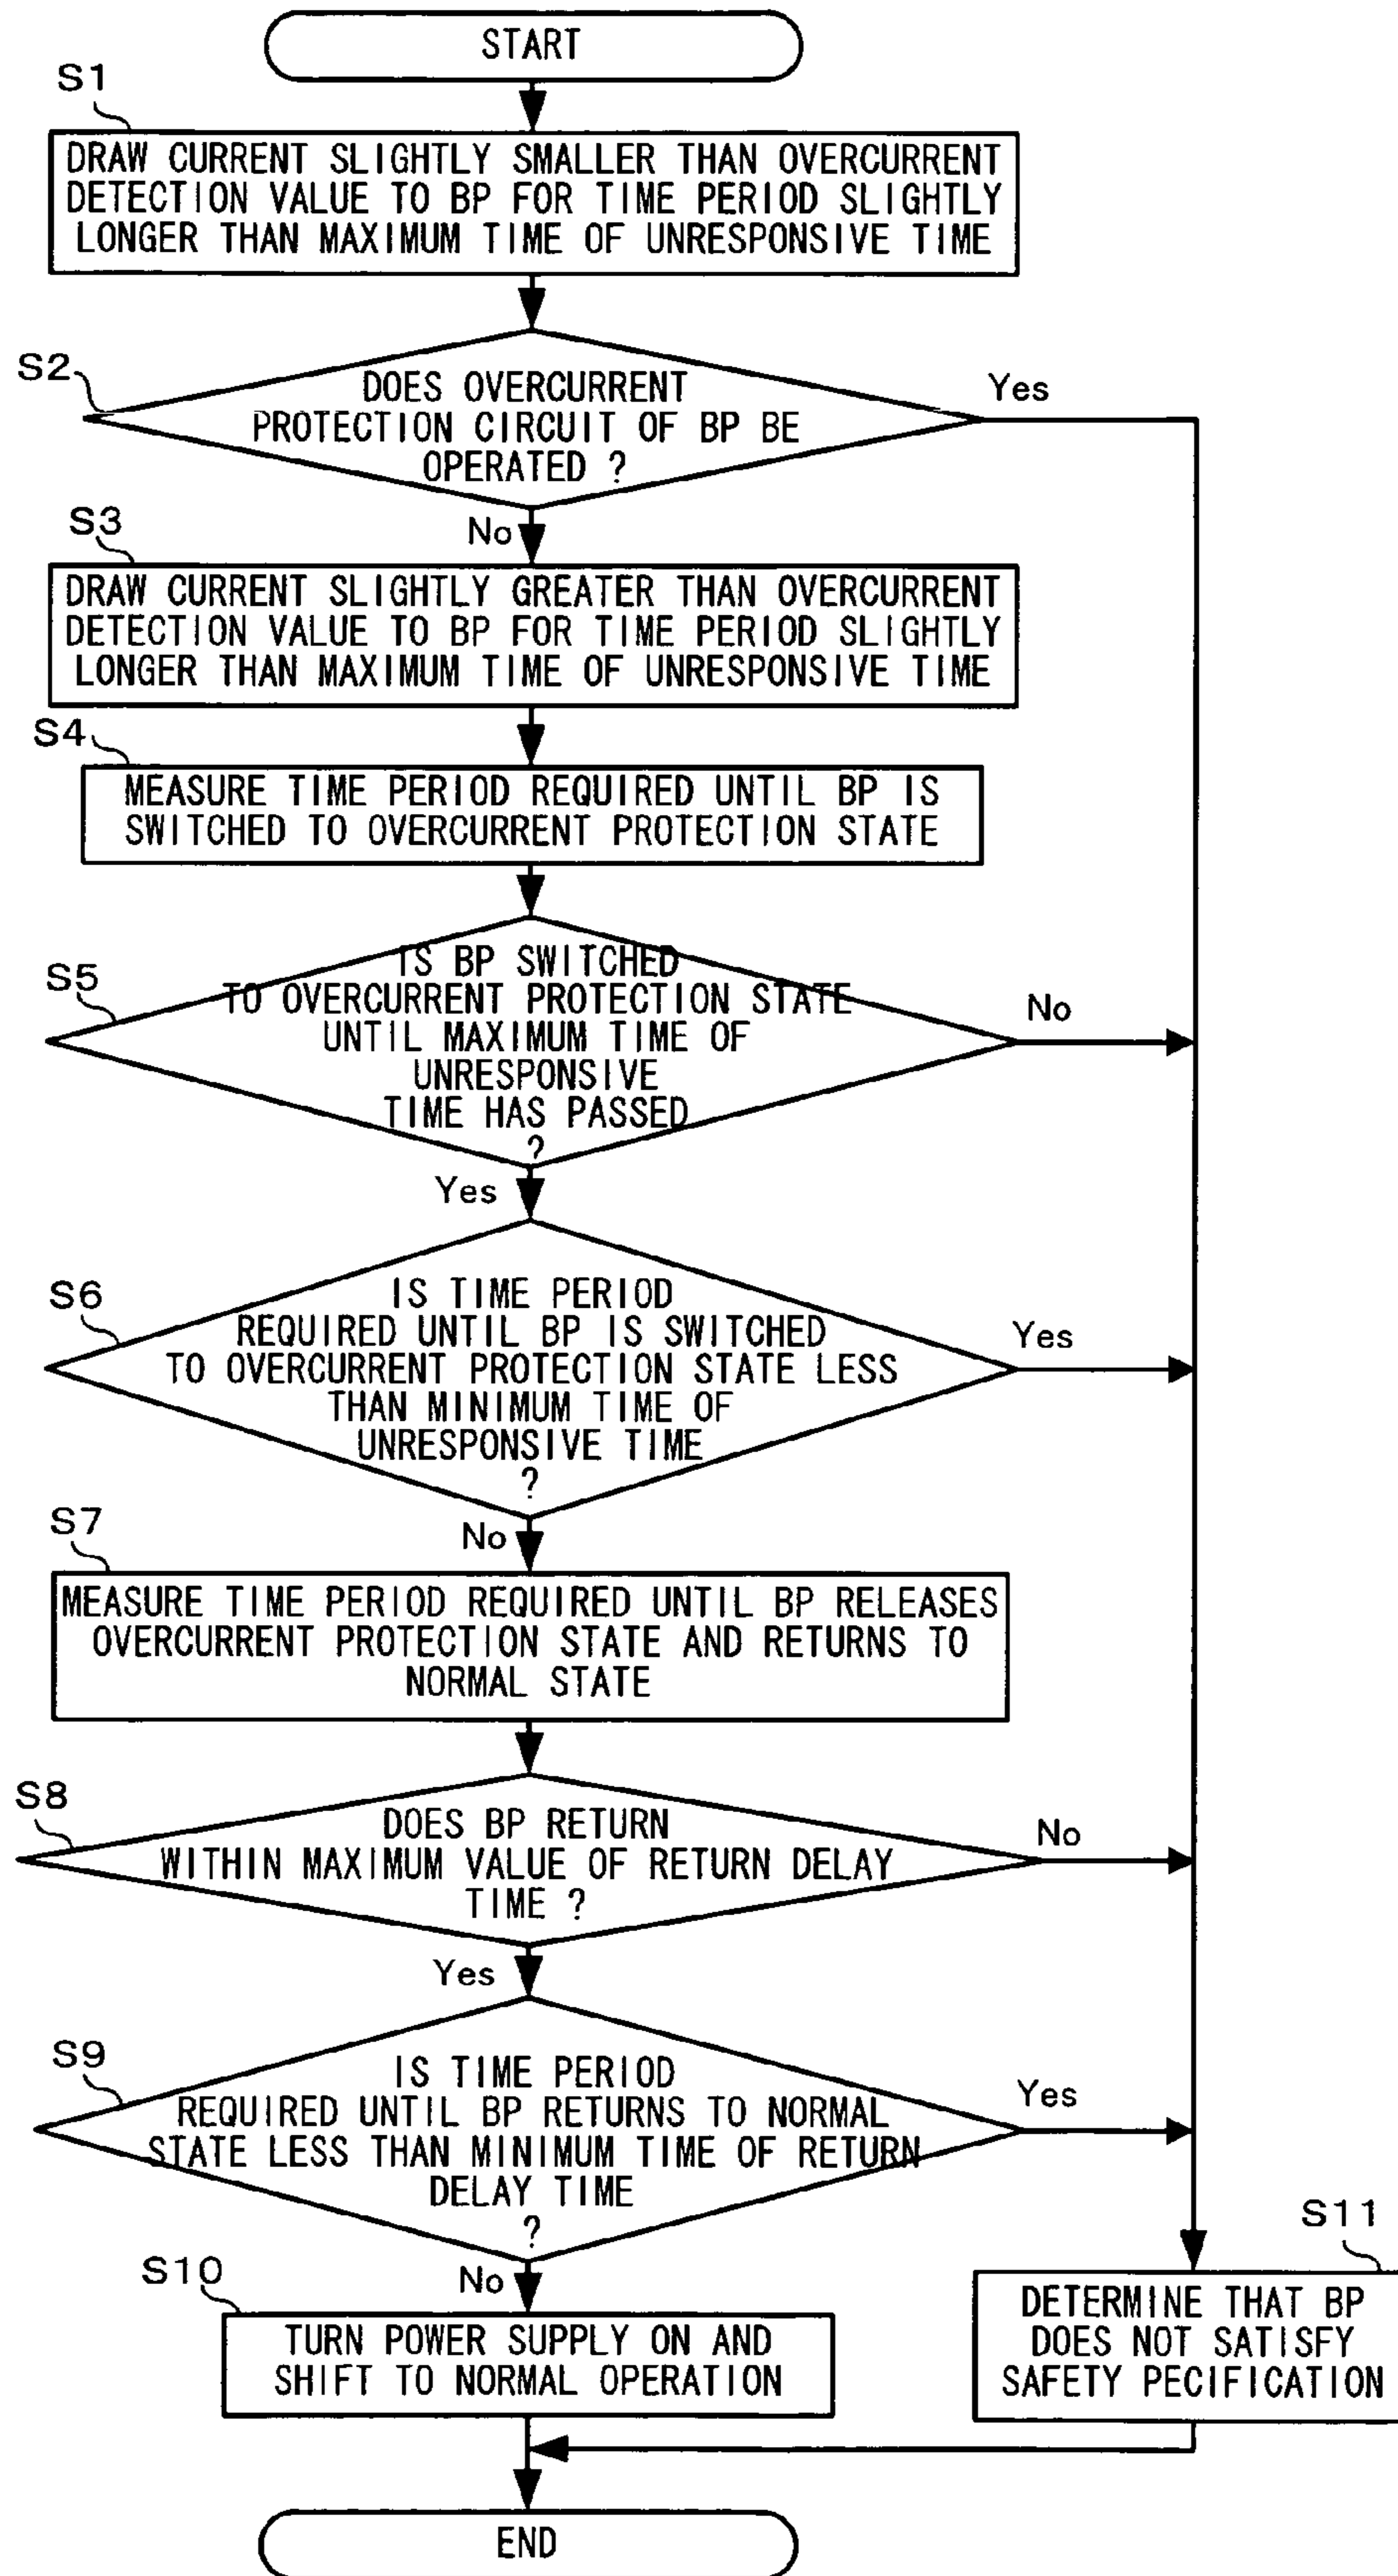 START
S1
DRAW CURRENT SLIGHTLY SMALLER THAN OVERCURRENT
DETECTION VALUE TO BP FOR TIME PERIOD SLIGHTLY
LONGER THAN MAXIMUM TIME OF UNRESPONSIVE TIME
S2
DOES OVERCURRENT
PROTECTION CIRCUIT OF BP BE
OPERATED ?
Yes
No
S3
DRAW CURRENT SLIGHTLY GREATER THAN OVERCURRENT
DETECTION VALUE TO BP FOR TIME PERIOD SLIGHTLY
LONGER THAN MAXIMUM TIME OF UNRESPONSIVE TIME
S4
MEASURE TIME PERIOD REQUIRED UNTIL BP IS
SWITCHED TO OVERCURRENT PROTECTION STATE
S5
IS BP SWITCHED
TO OVERCURRENT PROTECTION STATE
UNTIL MAXIMUM TIME OF
UNRESPONSIVE
TIME HAS PASSED
?
No
Yes
S6
IS TIME PERIOD
REQUIRED UNTIL BP IS SWITCHED
TO OVERCURRENT PROTECTION STATE LESS
THAN MINIMUM TIME OF
UNRESPONSIVE TIME
?
Yes
No
S7
MEASURE TIME PERIOD REQUIRED UNTIL BP RELEASES
OVERCURRENT PROTECTION STATE AND RETURNS TO
NORMAL STATE
S8
DOES BP RETURN
WITHIN MAXIMUM VALUE OF RETURN DELAY
TIME ?
No
Yes
S9
IS TIME PERIOD
REQUIRED UNTIL BP RETURNS TO NORMAL
STATE LESS THAN MINIMUM TIME OF RETURN
DELAY TIME
?
Yes
No
S10
TURN POWER SUPPLY ON AND
SHIFT TO NORMAL OPERATION
S11
DETERMINE THAT BP
DOES NOT SATISFY
SAFETY PECIFICATION
END